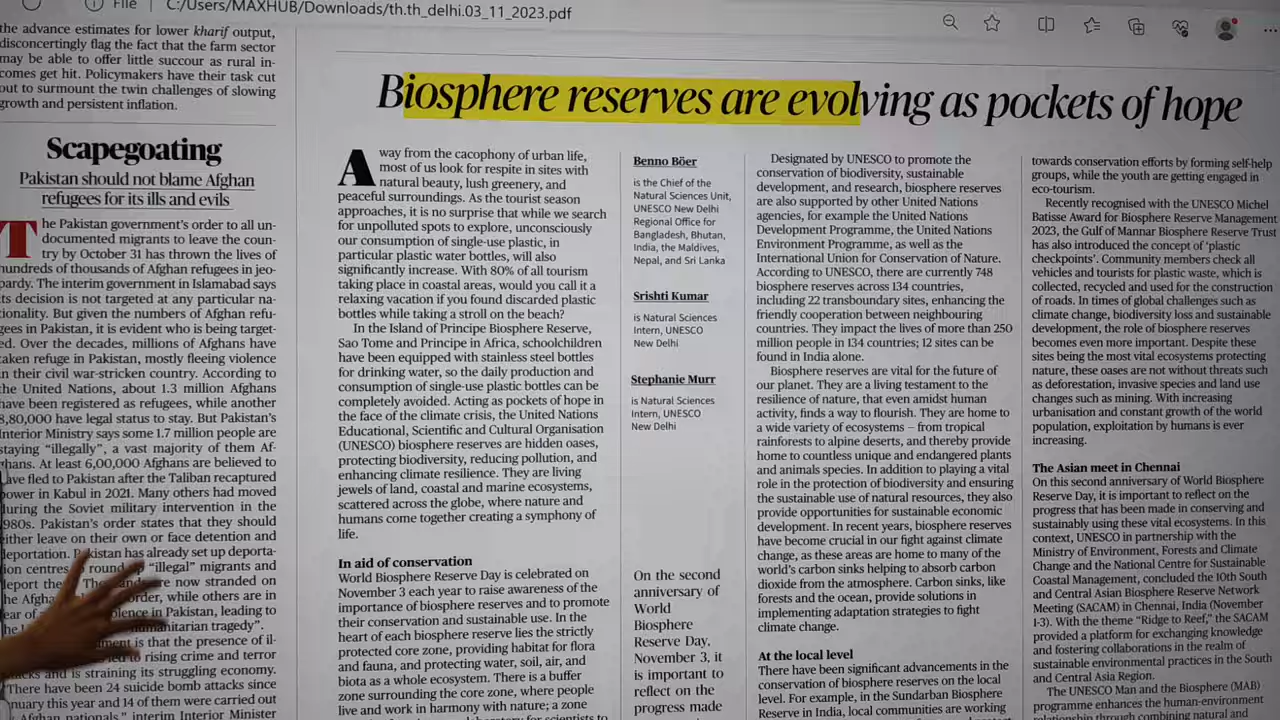 File
C:/Users/MAXHUB/Downloads/th.th_delhi.03_11_2023.pdf
the advance estimates for lower kharif output,
disconcertingly flag the fact that the farm sector
may be able to offer little succour as rural in-
comes get hit. Policymakers have their task cut
out to surmount the twin challenges of slowing
growth and persistent inflation.
Scapegoating
Pakistan should not blame Afghan
refugees for its ills and evils
The Pakistan government's order to all un-
documented migrants to leave the coun-
try by October 31 has thrown the lives of
hundreds of thousands of Afghan refugees in jeo-
pardy. The interim government in Islamabad says
its decision is not targeted at any particular na-
tionality. But given the numbers of Afghan refu-
gees in Pakistan, it is evident who is being target-
ed. Over the decades, millions of Afghans have
taken refuge in Pakistan, mostly fleeing violence
in their civil war-stricken country. According to
the United Nations, about 1.3 million Afghans
have been registered as refugees, while another
8,80,000 have legal status to stay. But Pakistan's
Interior Ministry says some 1.7 million people are
staying "illegally", a vast majority of them Af-
ghans. At least 6,00,000 Afghans are believed to
have fled to Pakistan after the Taliban recaptured
power in Kabul in 2021. Many others had moved
during the Soviet military intervention in the
1980s. Pakistan's order states that they should
either leave on their own or face detention and
deportation. Pakistan has already set up deporta-
tion centres "illegal" migrants and
deport now stranded on
the while others are in
in Pakistan, leading to
tragedy".
is that the presence of il-
rising crime and terror
and is straining its struggling economy.
There have been 24 suicide bomb attacks since
this year and 14 of them were carried out
Afghan nationals," interim Interior Minister
Biosphere reserves are evolving as pockets of hope
Away from the cacophony of urban life,
most of us look for respite in sites with
natural beauty, lush greenery, and
peaceful surroundings. As the tourist season
approaches, it is no surprise that while we search
for unpolluted spots to explore, unconsciously
our consumption of single-use plastic, in
particular plastic water bottles, will also
significantly increase. With 80% of all tourism
taking place in coastal areas, would you call it a
relaxing vacation if you found discarded plastic
bottles while taking a stroll on the beach?
In the Island of Principe Biosphere Reserve,
Sao Tome and Principe in Africa, schoolchildren
have been equipped with stainless steel bottles
for drinking water, so the daily production and
consumption of single-use plastic bottles can be
completely avoided. Acting as pockets of hope in
the face of the climate crisis, the United Nations
Educational, Scientific and Cultural Organisation
(UNESCO) biosphere reserves are hidden oases,
protecting biodiversity, reducing pollution, and
enhancing climate resilience. They are living
jewels of land, coastal and marine ecosystems,
scattered across the globe, where nature and
humans come together creating a symphony of
life.
In aid of conservation
World Biosphere Reserve Day is celebrated on
November 3 each year to raise awareness of the
importance of biosphere reserves and to promote
their conservation and sustainable use. In the
heart of each biosphere reserve lies the strictly
protected core zone, providing habitat for flora
and fauna, and protecting water, soil, air, and
biota as a whole ecosystem. There is a buffer
zone surrounding the core zone, where people
live and work in harmony with nature; a zone
laboratory for scientists to
Benno Böer
is the Chief of the
Natural Sciences Unit,
UNESCO New Delhi
Regional Office for
Bangladesh, Bhutan,
India, the Maldives,
Nepal, and Sri Lanka
Srishti Kumar
is Natural Sciences
Intern, UNESCO
New Delhi
Stephanie Murr
is Natural Sciences
Intern, UNESCO
New Delhi
On the second
anniversary of
World
Biosphere
Reserve Day,
November 3, it
is important to
reflect on the
progress made
Designated by UNESCO to promote the
conservation of biodiversity, sustainable
development, and research, biosphere reserves
are also supported by other United Nations
agencies, for example the United Nations
Development Programme, the United Nations
Environment Programme, as well as the
International Union for Conservation of Nature.
According to UNESCO, there are currently 748
biosphere reserves across 134 countries,
including 22 transboundary sites, enhancing the
friendly cooperation between neighbouring
countries. They impact the lives of more than 250
million people in 134 countries; 12 sites can be
found in India alone.
Biosphere reserves are vital for the future of
our planet. They are a living testament to the
resilience of nature, that even amidst human
activity, finds a way to flourish. They are home to
a wide variety of ecosystems – from tropical
rainforests to alpine deserts, and thereby provide
home to countless unique and endangered plants
and animals species. In addition to playing a vital
role in the protection of biodiversity and ensuring
the sustainable use of natural resources, they also
provide opportunities for sustainable economic
development. In recent years, biosphere reserves
have become crucial in our fight against climate
change, as these areas are home to many of the
world's carbon sinks helping to absorb carbon
dioxide from the atmosphere. Carbon sinks, like
forests and the ocean, provide solutions in
implementing adaptation strategies to fight
climate change.
At the local level
There have been significant advancements in the
conservation of biosphere reserves on the local
level. For example, in the Sundarban Biosphere
Reserve in India, local communities are working
towards conservation efforts by forming self-help
groups, while the youth are getting engaged in
eco-tourism.
Recently recognised with the UNESCO Michel
Batisse Award for Biosphere Reserve Management
2023, the Gulf of Mannar Biosphere Reserve Trust
has also introduced the concept of 'plastic
checkpoints'. Community members check all
vehicles and tourists for plastic waste, which is
collected, recycled and used for the construction
of roads. In times of global challenges such as
climate change, biodiversity loss and sustainable
development, the role of biosphere reserves
becomes even more important. Despite these
sites being the most vital ecosystems protecting
nature, these oases are not without threats such
as deforestation, invasive species and land use
changes such as mining. With increasing
urbanisation and constant growth of the world
population, exploitation by humans is ever
increasing.
The Asian meet in Chennai
On this second anniversary of World Biosphere
Reserve Day, it is important to reflect on the
progress that has been made in conserving and
sustainably using these vital ecosystems. In this
context, UNESCO in partnership with the
Ministry of Environment, Forests and Climate
Change and the National Centre for Sustainable
Coastal Management, concluded the 10th South
and Central Asian Biosphere Reserve Network
Meeting (SACAM) in Chennai, India (November
1-3). With the theme "Ridge to Reef," the SACAM
provided a platform for exchanging knowledge
and fostering collaborations in the realm of
sustainable environmental practices in the South
and Central Asia Region.
The UNESCO Man and the Biosphere (MAB)
programme enhances the human-environment
relationship through combining natural and